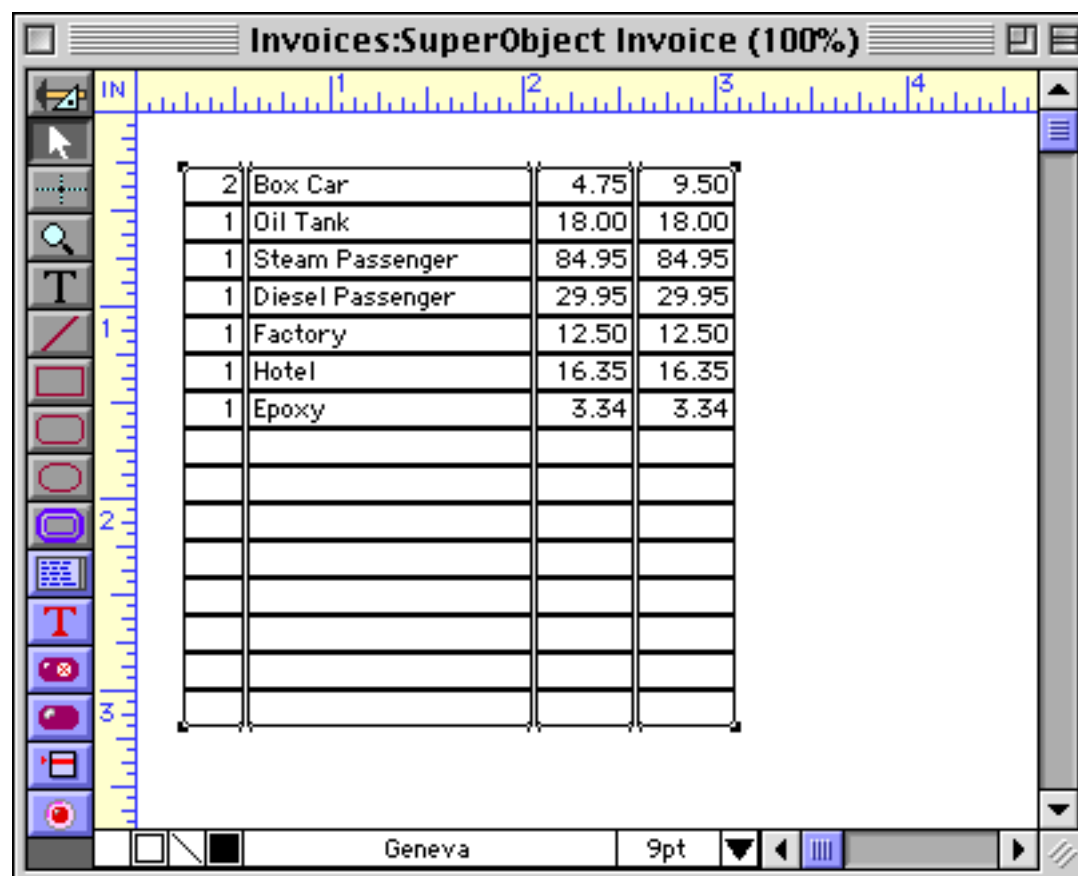 Invoices:SuperObject Invoice (100%)
IN 1 2 3 4
2 Box Car 4.75 9.50
1 Oil Tank 18.00 18.00
1 Steam Passenger 84.95 84.95
1 Diesel Passenger 29.95 29.95
1
1 Factory 12.50 12.50
1 Hotel 16.35 16.35
1 Epoxy 3.34 3.34
2
3
T
T
Geneva 9pt